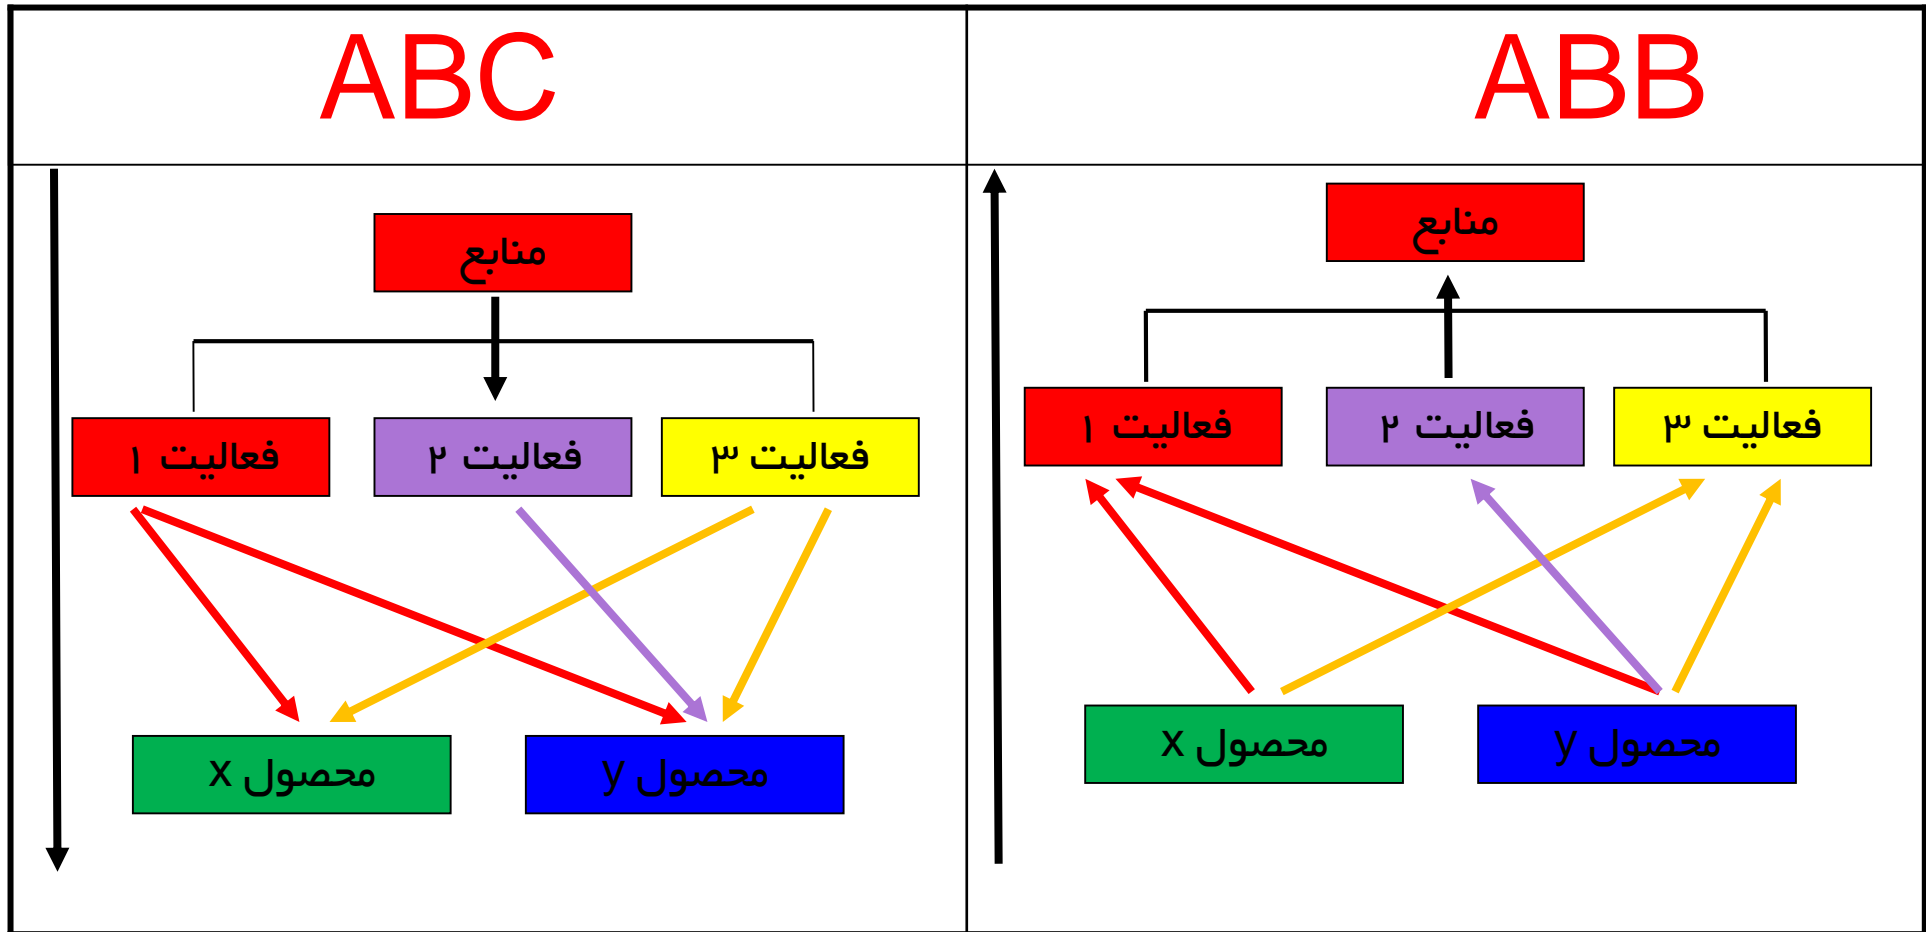 ABC
ABB
منابع
فعالیت ۱
فعالیت ۲
فعالیت ۳
محصول x
محصول y
منابع
فعالیت ۱
فعالیت ۲
فعالیت ۳
محصول x
محصول y